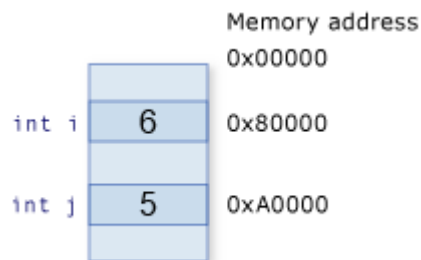 Memory address
0x00000
int i 6 0x80000
int j 5 0xA0000